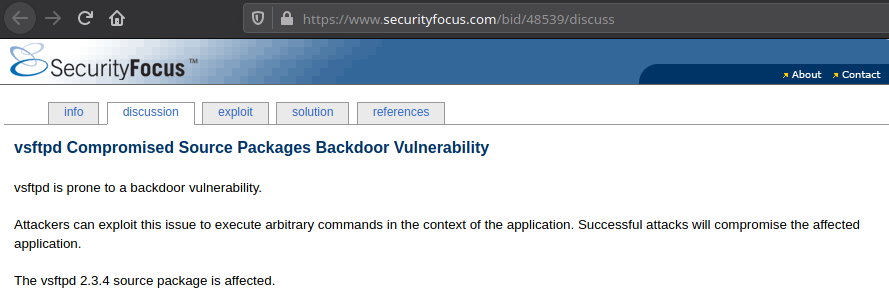 https://www.securityfocus.com/bid/48539/discuss
SecurityFocus™
About Contact
info discussion exploit solution references
vsftpd Compromised Source Packages Backdoor Vulnerability
vsftpd is prone to a backdoor vulnerability.
Attackers can exploit this issue to execute arbitrary commands in the context of the application. Successful attacks will compromise the affected
application.
The vsftpd 2.3.4 source package is affected.